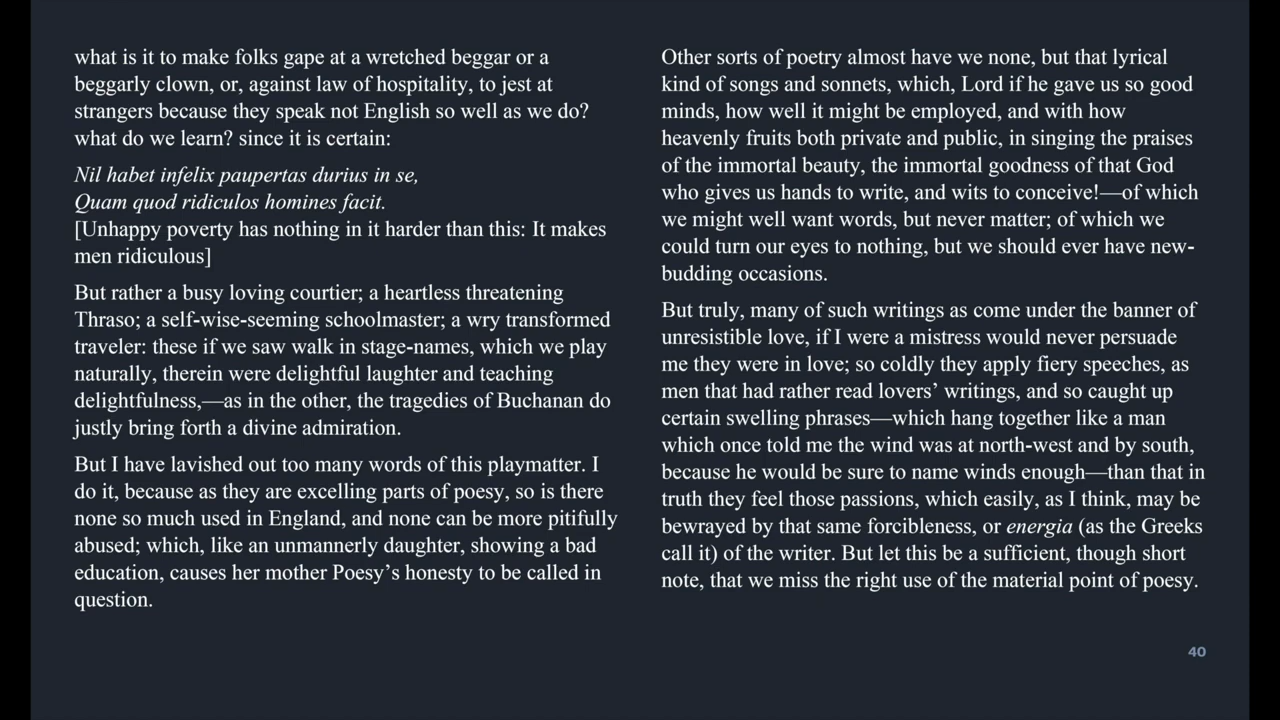 what is it to make folks gape at a wretched beggar or a
beggarly clown, or, against law of hospitality, to jest at
strangers because they speak not English so well as we do?
what do we learn? since it is certain:
Nil habet infelix paupertas durius in se,
Quam quod ridiculos homines facit.
[Unhappy poverty has nothing in it harder than this: It makes
men ridiculous]
But rather a busy loving courtier; a heartless threatening
Thraso; a self-wise-seeming schoolmaster; a wry transformed
traveler: these if we saw walk in stage-names, which we play
naturally, therein were delightful laughter and teaching
delightfulness,—as in the other, the tragedies of Buchanan do
justly bring forth a divine admiration.
But I have lavished out too many words of this playmatter. I
do it, because as they are excelling parts of poesy, so is there
none so much used in England, and none can be more pitifully
abused; which, like an unmannerly daughter, showing a bad
education, causes her mother Poesy’s honesty to be called in
question.
Other sorts of poetry almost have we none, but that lyrical
kind of songs and sonnets, which, Lord if he gave us so good
minds, how well it might be employed, and with how
heavenly fruits both private and public, in singing the praises
of the immortal beauty, the immortal goodness of that God
who gives us hands to write, and wits to conceive!—of which
we might well want words, but never matter; of which we
could turn our eyes to nothing, but we should ever have new-
budding occasions.
But truly, many of such writings as come under the banner of
unresistible love, if I were a mistress would never persuade
me they were in love; so coldly they apply fiery speeches, as
men that had rather read lovers’ writings, and so caught up
certain swelling phrases—which hang together like a man
which once told me the wind was at north-west and by south,
because he would be sure to name winds enough—than that in
truth they feel those passions, which easily, as I think, may be
bewrayed by that same forcibleness, or energia (as the Greeks
call it) of the writer. But let this be a sufficient, though short
note, that we miss the right use of the material point of poesy.
40